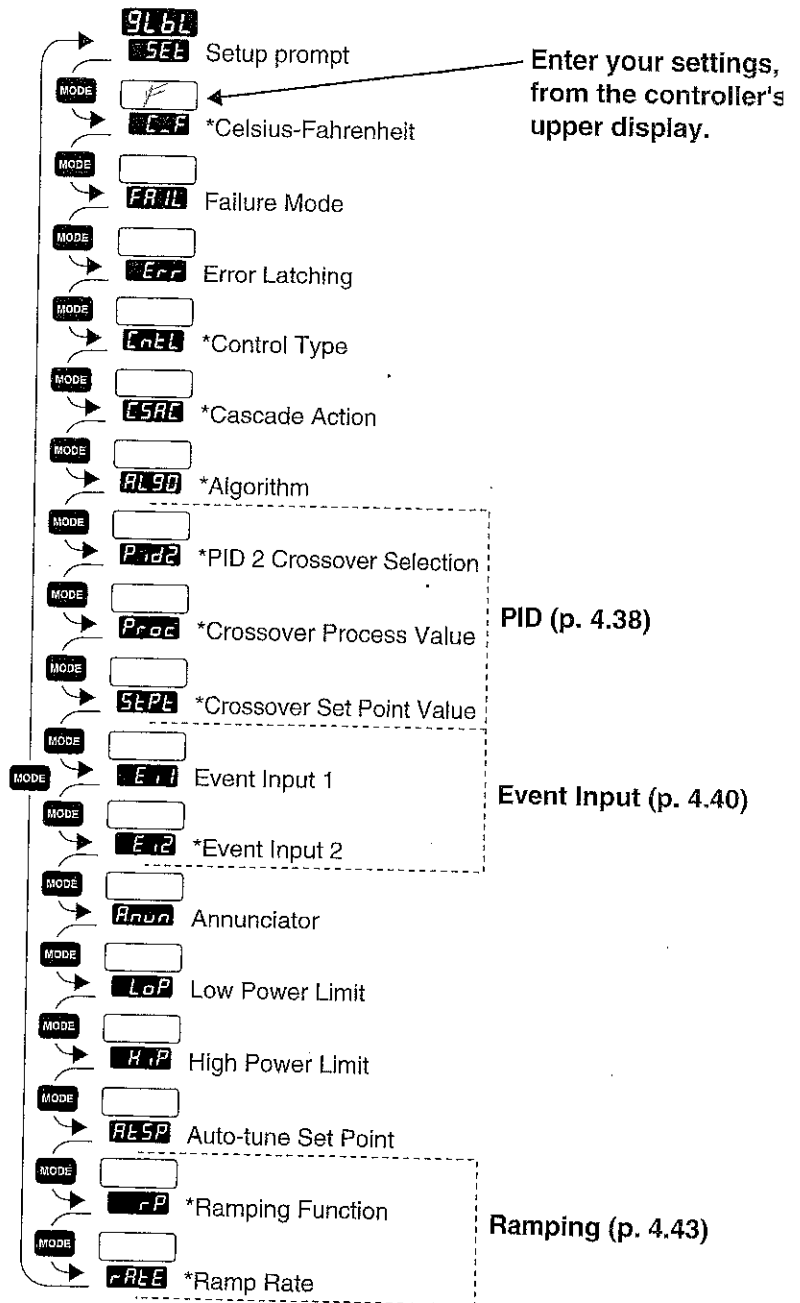 gLbL
SEt Setup prompt
Enter your settings,
from the controller's
upper display.
MODE
F
C_F *Celsius-Fahrenheit
MODE
FAIL Failure Mode
MODE
Err Error Latching
MODE
CntL *Control Type
MODE
CSAC *Cascade Action
MODE
ALgO *Algorithm
MODE
Pid2 *PID 2 Crossover Selection
MODE
Proc *Crossover Process Value
PID (p. 4.38)
MODE
StPt *Crossover Set Point Value
MODE
Ei1 Event Input 1
MODE
Event Input (p. 4.40)
MODE
Ei2 *Event Input 2
MODE
Anun Annunciator
MODE
LoP Low Power Limit
MODE
HiP High Power Limit
MODE
AtSP Auto-tune Set Point
MODE
rP *Ramping Function
Ramping (p. 4.43)
MODE
rAtE *Ramp Rate